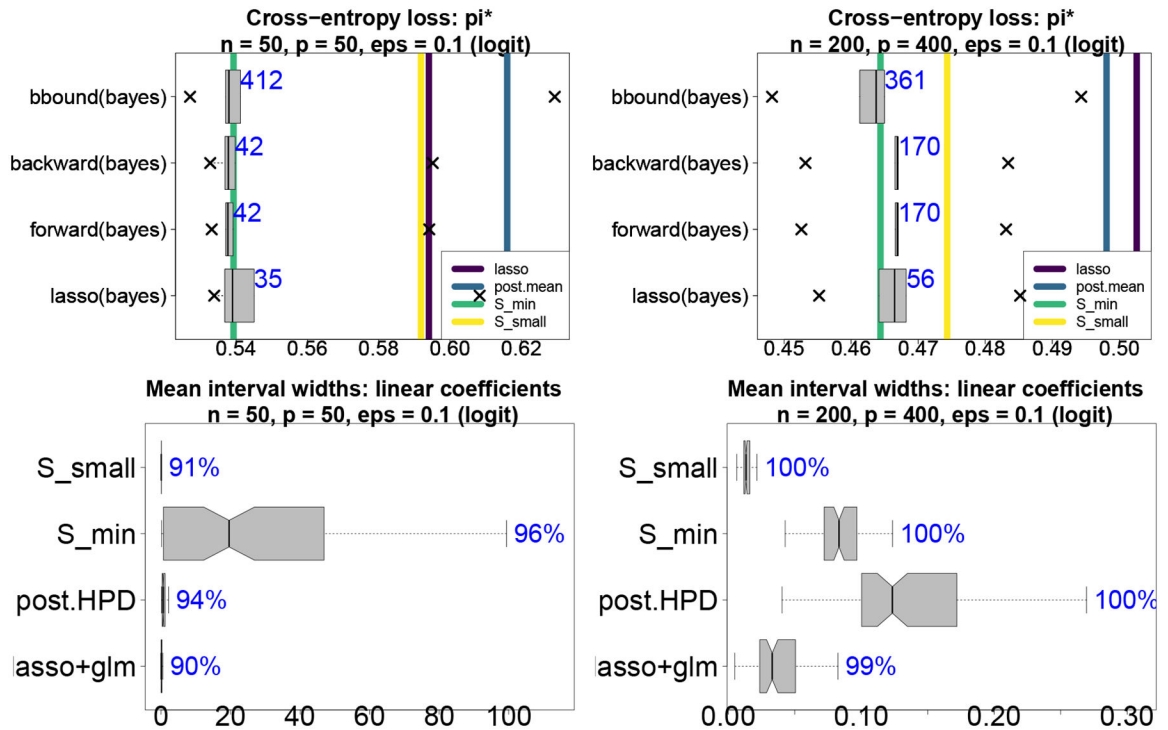 Cross−entropy loss: pi*
n = 50, p = 50, eps = 0.1 (logit)
bbound(bayes)
412
backward(bayes)
42
forward(bayes)
42
lasso(bayes)
35
lasso
post.mean
S_min
S_small
0.54 0.56 0.58 0.60 0.62
Cross−entropy loss: pi*
n = 200, p = 400, eps = 0.1 (logit)
bbound(bayes)
361
backward(bayes)
170
forward(bayes)
170
lasso(bayes)
56
lasso
post.mean
S_min
S_small
0.45 0.46 0.47 0.48 0.49 0.50
Mean interval widths: linear coefficients
n = 50, p = 50, eps = 0.1 (logit)
S_small
91%
S_min
96%
post.HPD
94%
lasso+glm
90%
0 20 40 60 80 100
Mean interval widths: linear coefficients
n = 200, p = 400, eps = 0.1 (logit)
S_small
100%
S_min
100%
post.HPD
100%
lasso+glm
99%
0.00 0.10 0.20 0.30